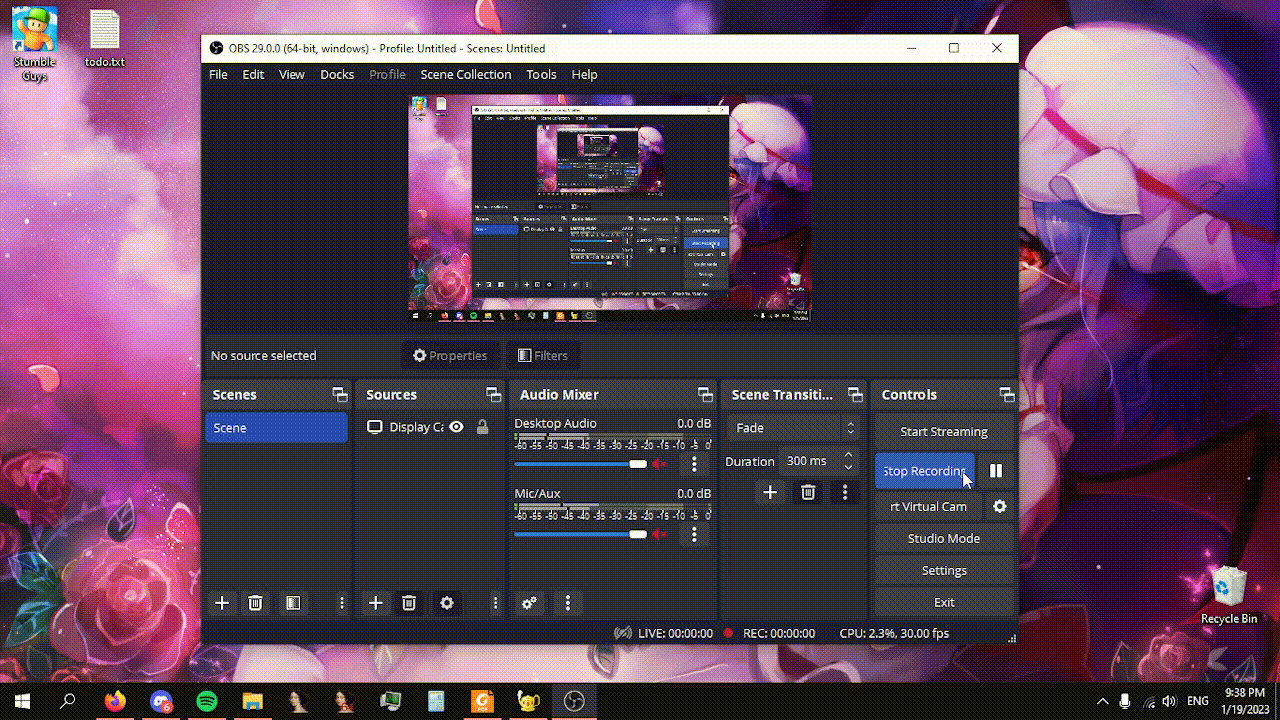 Stumble
Guys
todo.txt
OBS 29.0.0 (64-bit, windows) - Profile: Untitled - Scenes: Untitled
File Edit View Docks Profile Scene Collection Tools Help
No source selected
Properties
Filters
Scenes
Sources
Audio Mixer
Scene Transiti...
Controls
Scene
Display Ca
Desktop Audio 0.0 dB
-60 -55 -50 -45 -40 -35 -30 -25 -20 -15 -10 -5 0
Mic/Aux 0.0 dB
-60 -55 -50 -45 -40 -35 -30 -25 -20 -15 -10 -5 0
Fade
Duration 300 ms
Start Streaming
Stop Recording
rt Virtual Cam
Studio Mode
Settings
Exit
LIVE: 00:00:00 REC: 00:00:00 CPU: 2.3%, 30.00 fps
Recycle Bin
ENG
9:38 PM
1/19/2023